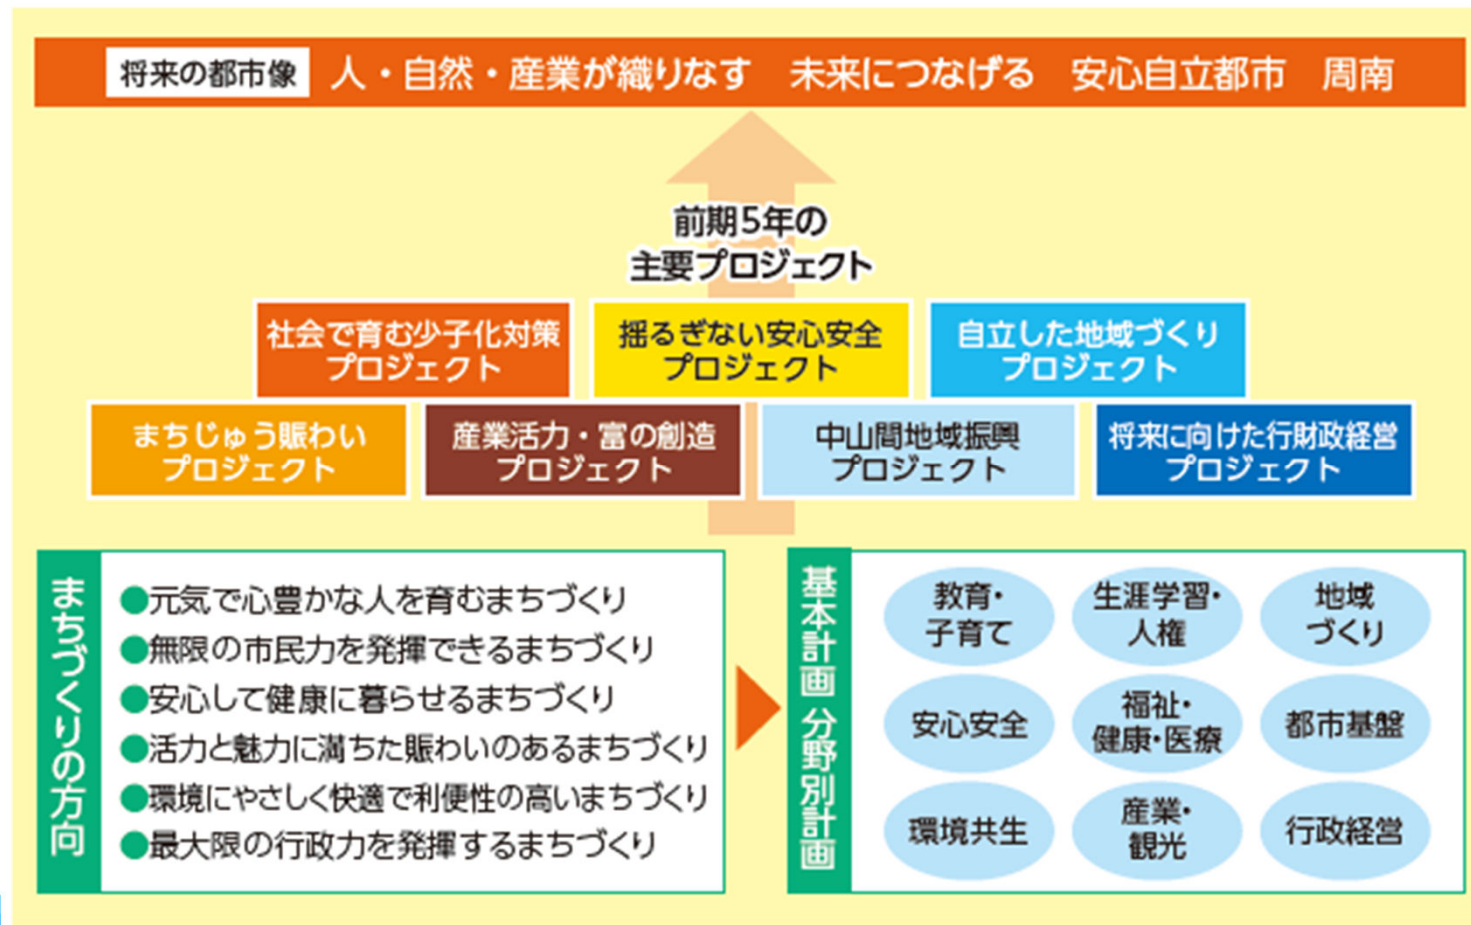 将来の都市像 人・自然・産業が織りなす 未来につなげる 安心自立都市 周南
前期5年の
主要プロジェクト
社会で育む少子化対策
プロジェクト
揺るぎない安心安全
プロジェクト
自立した地域づくり
プロジェクト
まちじゅう賑わい
プロジェクト
産業活力・富の創造
プロジェクト
中山間地域振興
プロジェクト
将来に向けた行財政経営
プロジェクト
まちづくりの方向
●元気で心豊かな人を育むまちづくり
●無限の市民力を発揮できるまちづくり
●安心して健康に暮らせるまちづくり
●活力と魅力に満ちた賑わいのあるまちづくり
●環境にやさしく快適で利便性の高いまちづくり
●最大限の行政力を発揮するまちづくり
基本計画 分野別計画
教育・
子育て
生涯学習・
人権
地域
づくり
安心安全
福祉・
健康・医療
都市基盤
環境共生
産業・
観光
行政経営